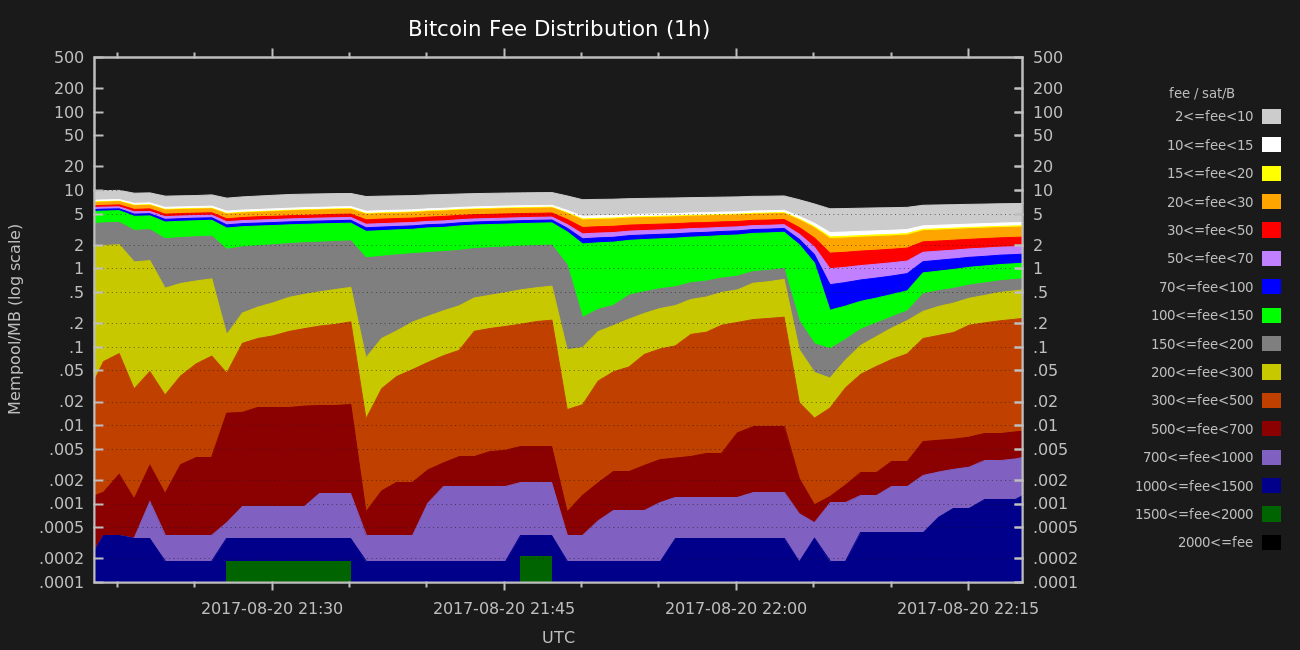 Bitcoin Fee Distribution (1h)
Mempool/MB (log scale)
500
200
100
50
20
10
5
2
1
.5
.2
.1
.05
.02
.01
.005
.002
.001
.0005
.0002
.0001
500
200
100
50
20
10
5
2
1
.5
.2
.1
.05
.02
.01
.005
.002
.001
.0005
.0002
.0001
2017-08-20 21:30
2017-08-20 21:45
2017-08-20 22:00
2017-08-20 22:15
UTC
fee / sat/B
2<=fee<10
10<=fee<15
15<=fee<20
20<=fee<30
30<=fee<50
50<=fee<70
70<=fee<100
100<=fee<150
150<=fee<200
200<=fee<300
300<=fee<500
500<=fee<700
700<=fee<1000
1000<=fee<1500
1500<=fee<2000
2000<=fee